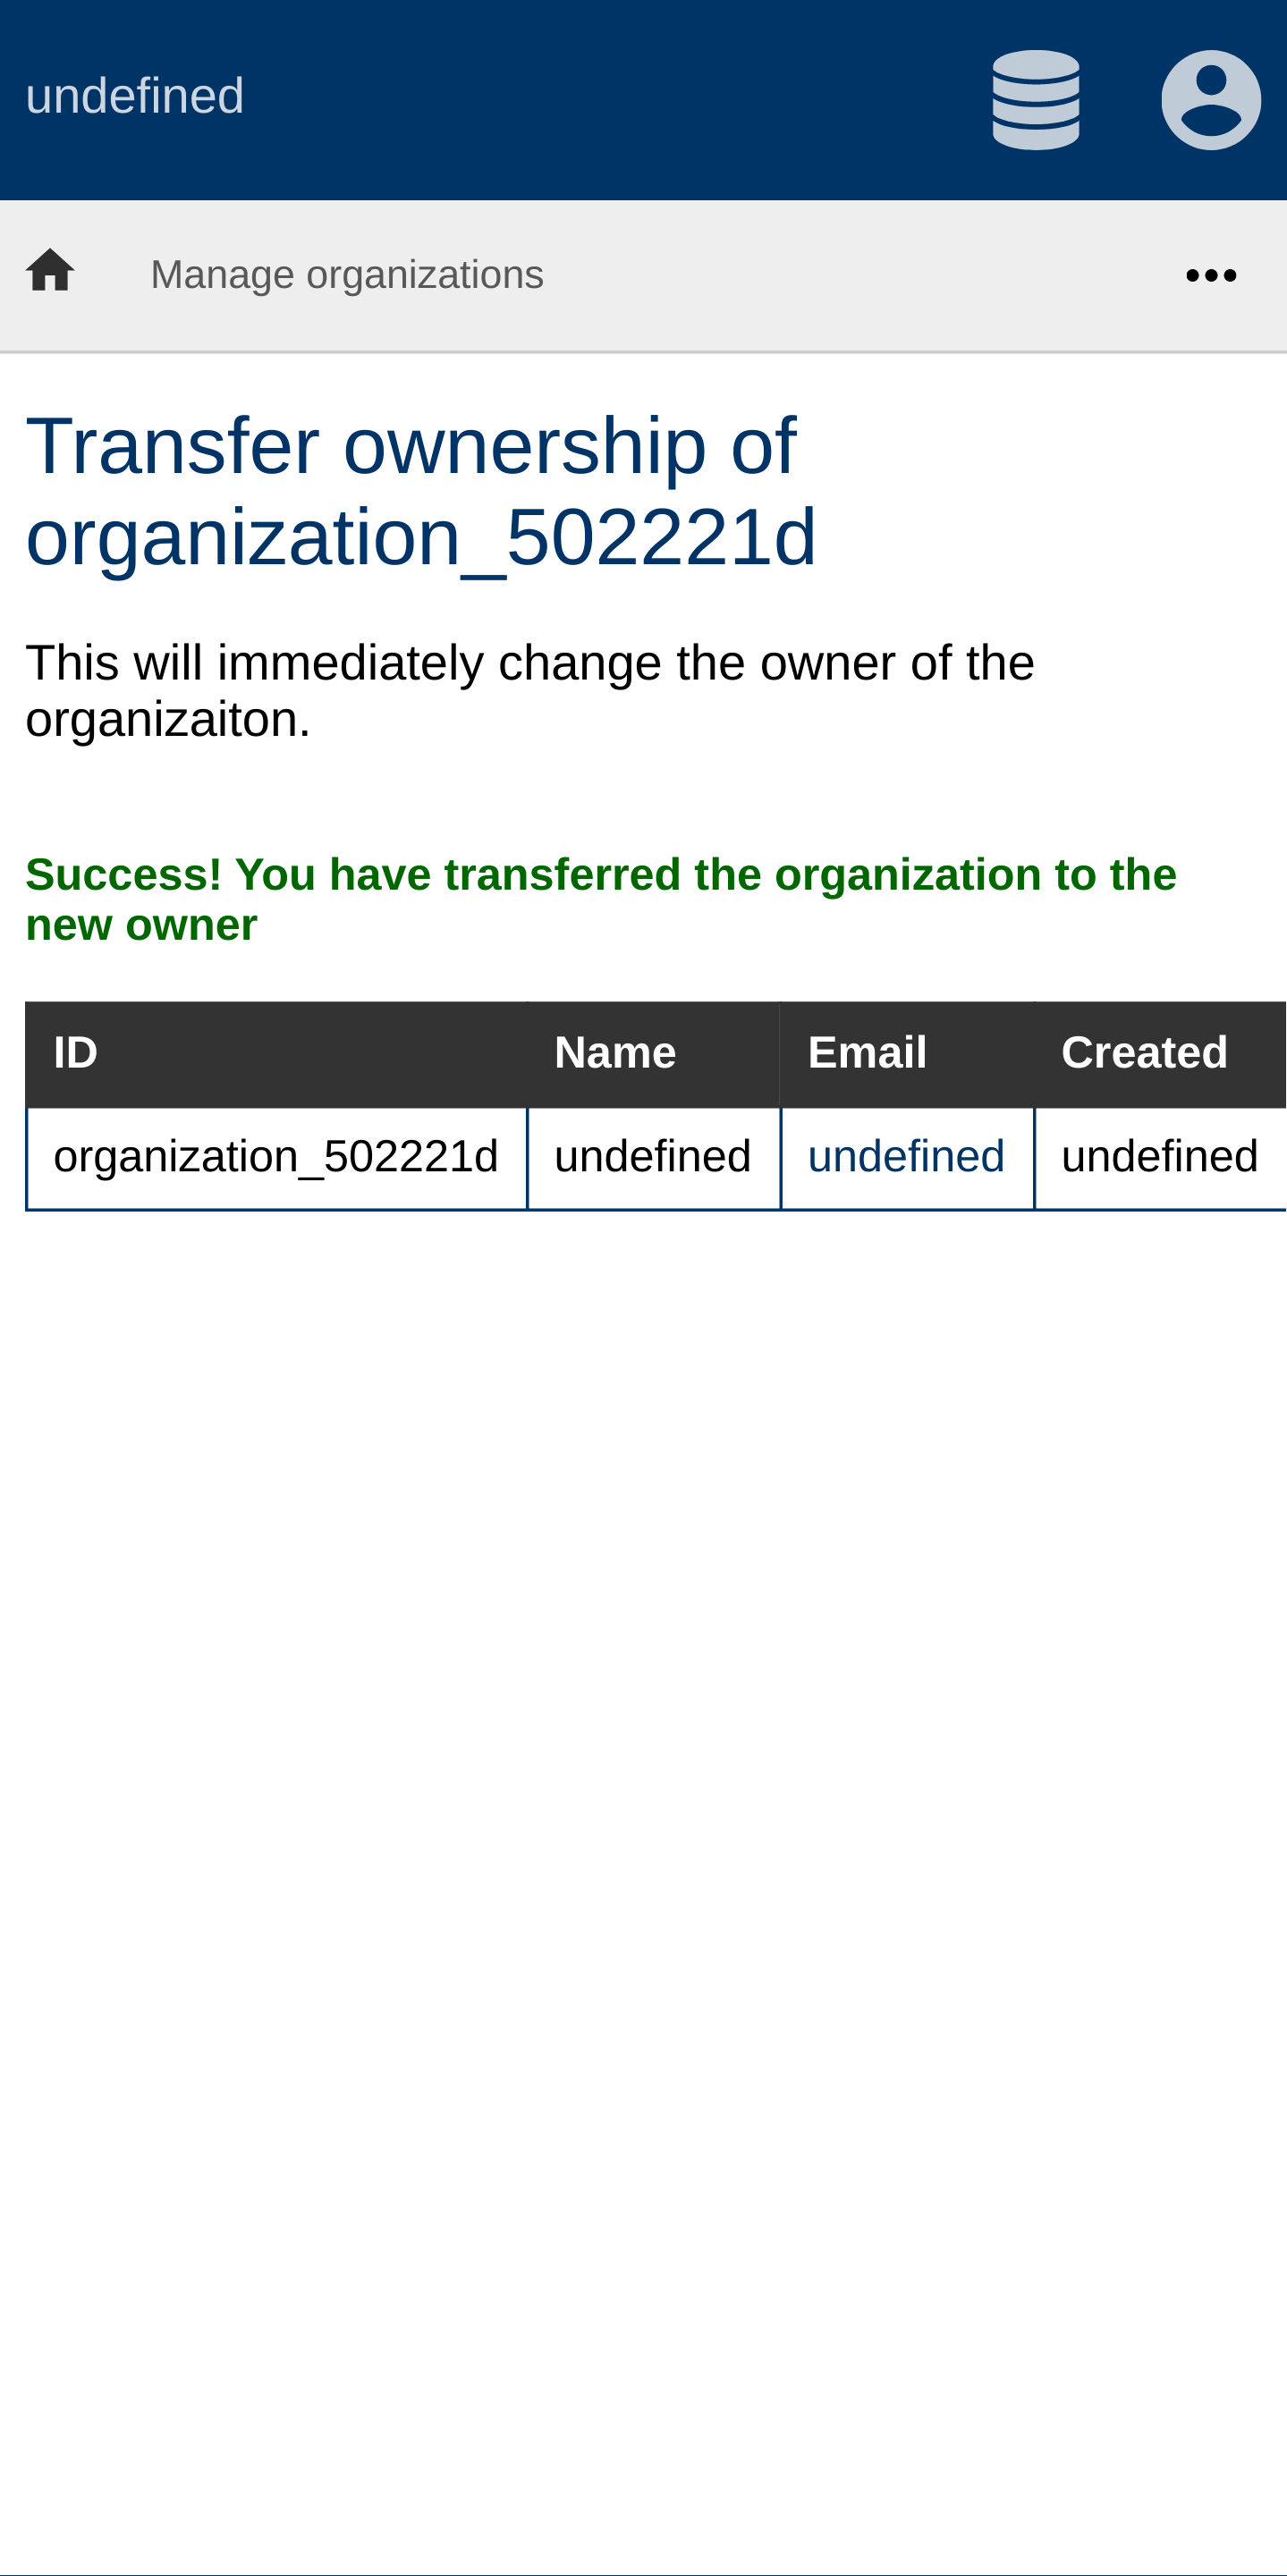 undefined
Manage organizations
Transfer ownership of
organization_502221d
This will immediately change the owner of the
organizaiton.
Success! You have transferred the organization to the
new owner
ID Name Email Created
organization_502221d undefined undefined undefined